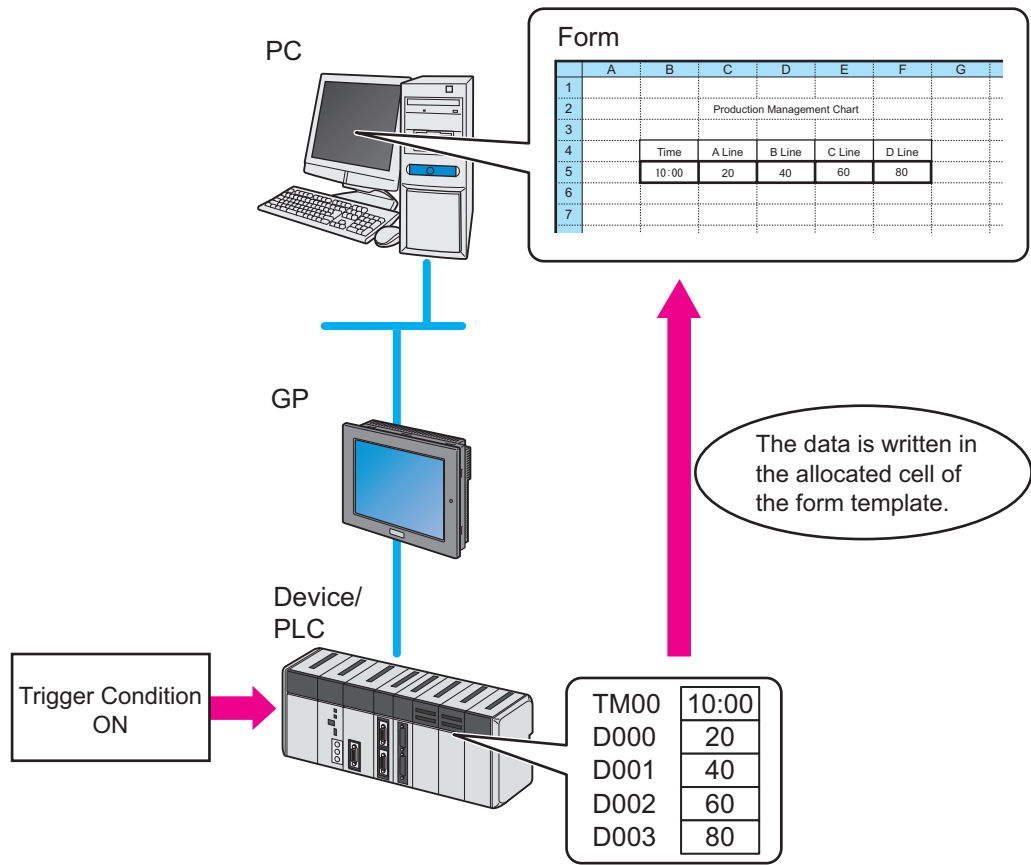 PC
Form
A B C D E F G
1
2 Production Management Chart
3
4 Time A Line B Line C Line D Line
5 10:00 20 40 60 80
6
7
GP
The data is written in
the allocated cell of
the form template.
Device/
PLC
Trigger Condition
ON
TM00 10:00
D000 20
D001 40
D002 60
D003 80